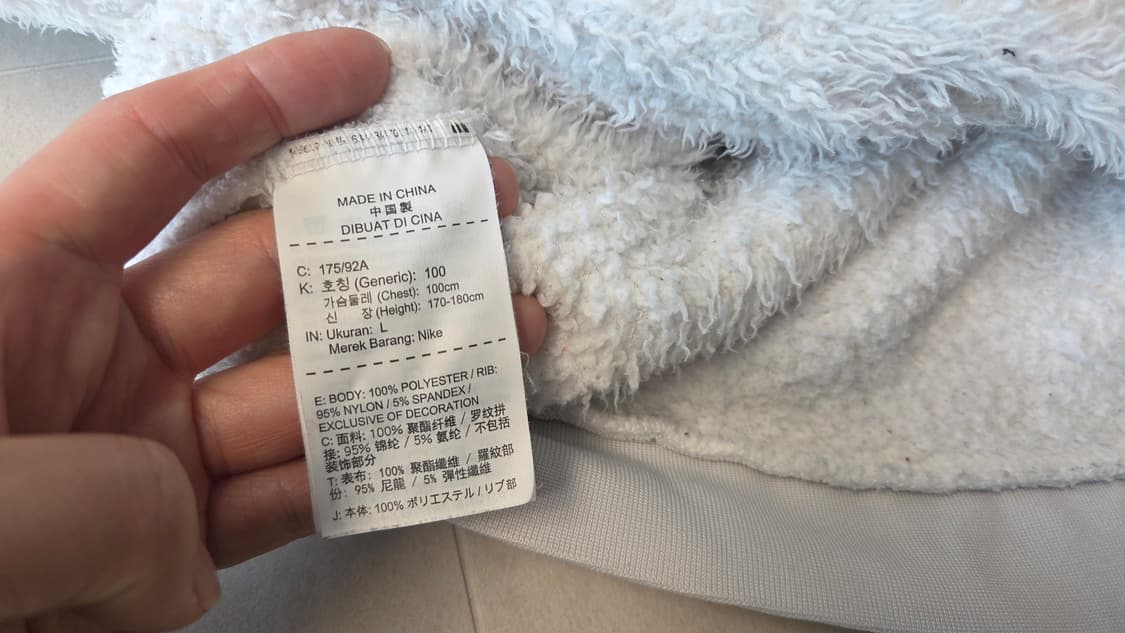 MADE IN CHINA
中国製
DIBUAT DI CINA
C: 175/92A
K: 호칭 (Generic): 100
가슴둘레 (Chest): 100cm
신 장 (Height): 170-180cm
IN: Ukuran: L
Merek Barang: Nike
E: BODY: 100% POLYESTER / RIB:
95% NYLON / 5% SPANDEX /
EXCLUSIVE OF DECORATION
C: 面料: 100% 聚酯纤维 / 罗纹拼
接: 95% 锦纶 / 5% 氨纶 / 不包括
装饰部分
T: 表布: 100% 聚酯纖維 / 羅紋部
份: 95% 尼龍 / 5% 彈性纖維
J: 本体: 100% ポリエステル / リブ部